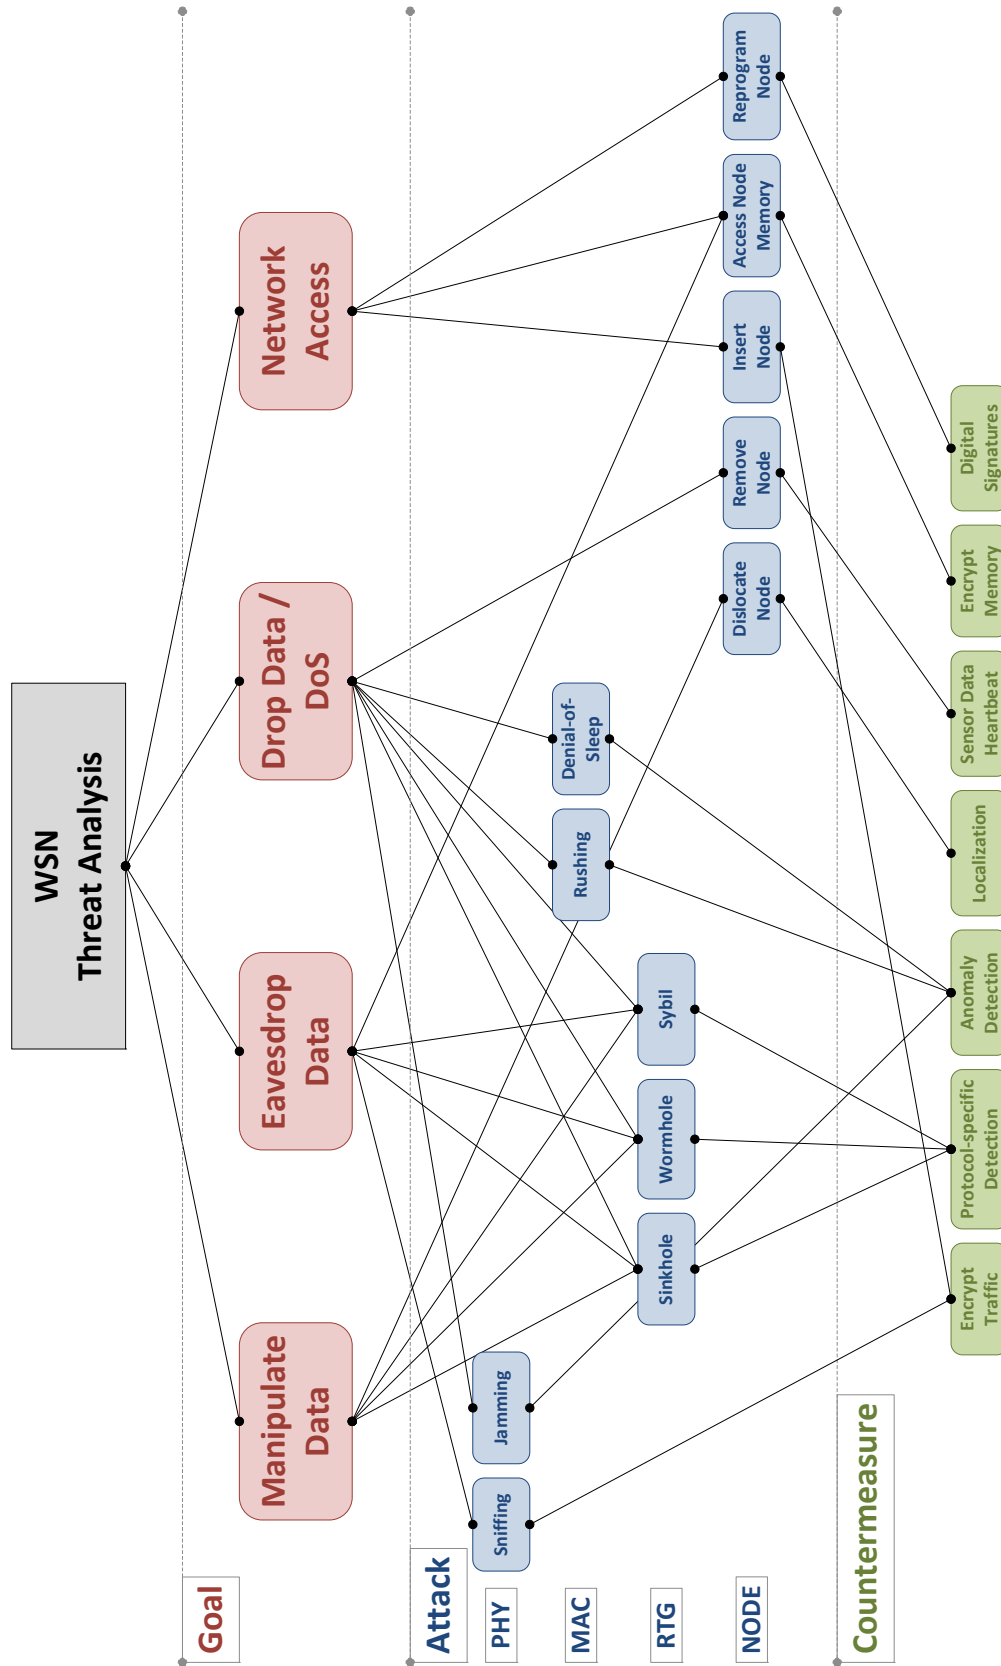 WSN
Threat Analysis
Goal
Manipulate
Data
Eavesdrop
Data
Drop Data /
DoS
Network
Access
Attack
PHY
Sniffing
Jamming
MAC
Rushing
Denial-of-
Sleep
RTG
Sinkhole
Wormhole
Sybil
NODE
Dislocate
Node
Remove
Node
Insert
Node
Access Node
Memory
Reprogram
Node
Countermeasure
Encrypt
Traffic
Protocol-specific
Detection
Anomaly
Detection
Localization
Sensor Data
Heartbeat
Encrypt
Memory
Digital
Signatures